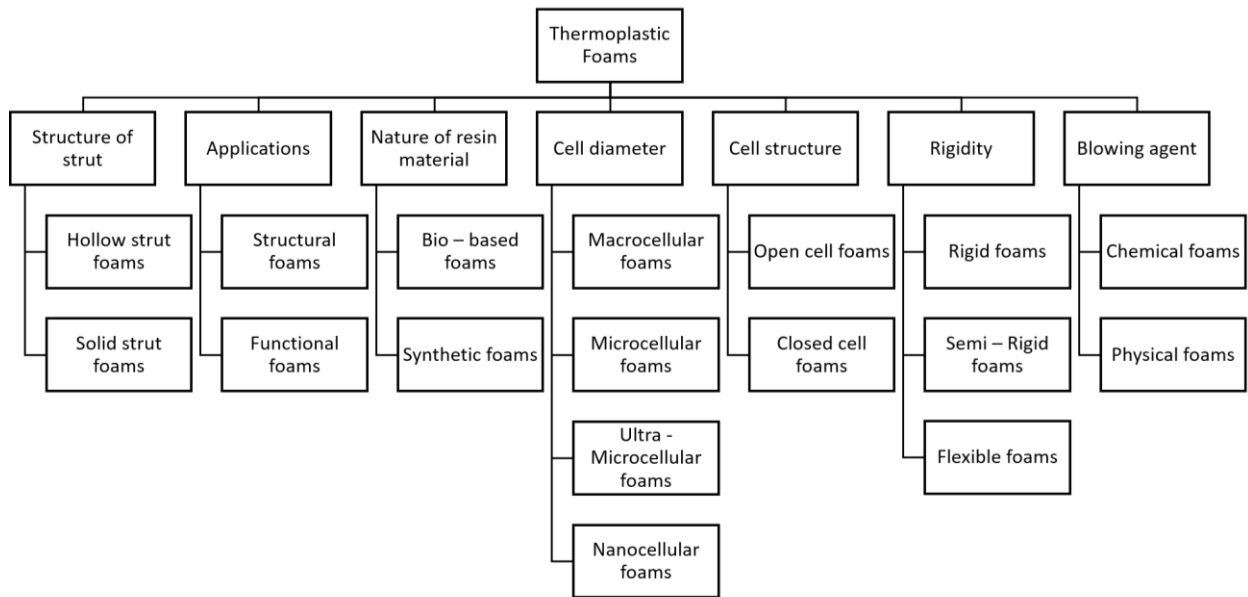 Thermoplastic
Foams
Structure of
strut
Applications
Nature of resin
material
Cell diameter
Cell structure
Rigidity
Blowing agent
Hollow strut
foams
Structural
foams
Bio – based
foams
Macrocellular
foams
Open cell foams
Rigid foams
Chemical foams
Solid strut
foams
Functional
foams
Synthetic foams
Microcellular
foams
Closed cell
foams
Semi – Rigid
foams
Physical foams
Ultra -
Microcellular
foams
Flexible foams
Nanocellular
foams